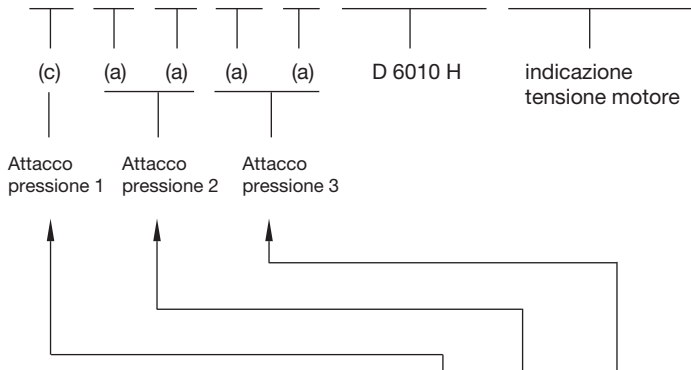 (c) (a) (a) (a) (a) D 6010 H indicazione
tensione motore
Attacco
pressione 1
Attacco
pressione 2
Attacco
pressione 3